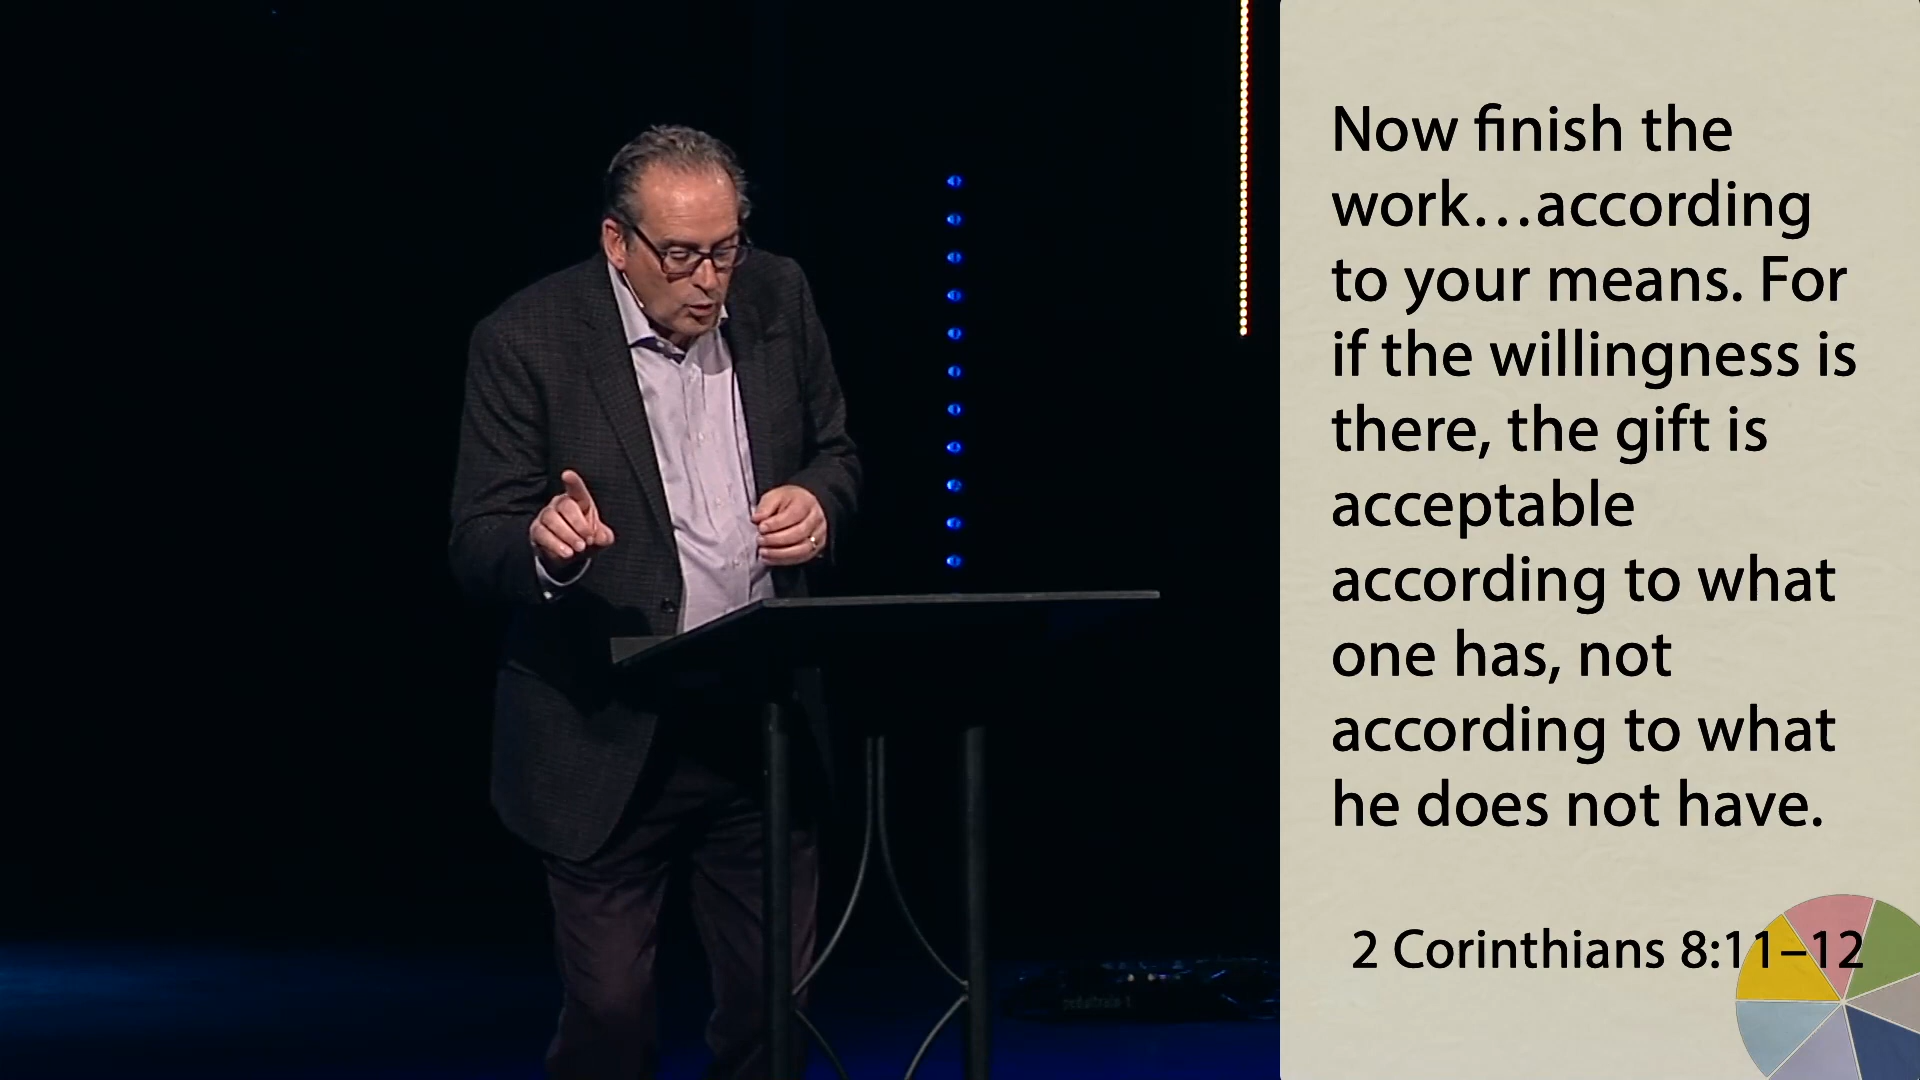 Now finish the
work…according
to your means. For
if the willingness is
there, the gift is
acceptable
according to what
one has, not
according to what
he does not have.
2 Corinthians 8:11–12